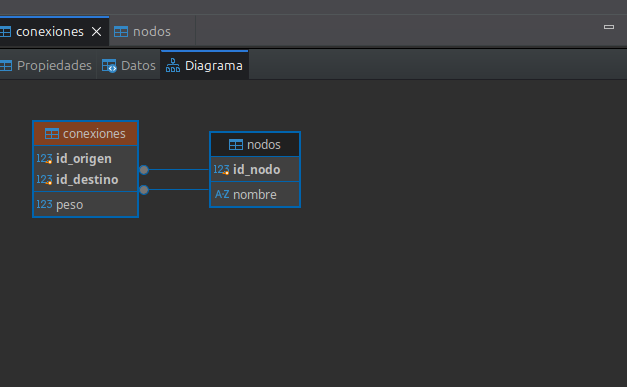 conexiones
nodos
Propiedades Datos Diagrama
conexiones
123 id_origen
123 id_destino
123 peso
nodos
123 id_nodo
A-Z nombre